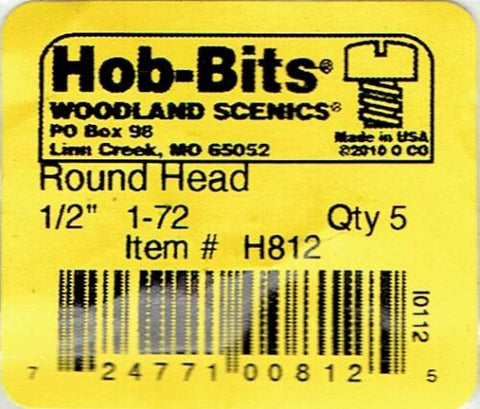 Hob-Bits®
WOODLAND SCENICS®
PO Box 98
Linn Creek, MO 65052
Made in USA
©2010 O CO
Round Head
1/2" 1-72 Qty 5
Item # H812
I0112
7 24771 00812 5